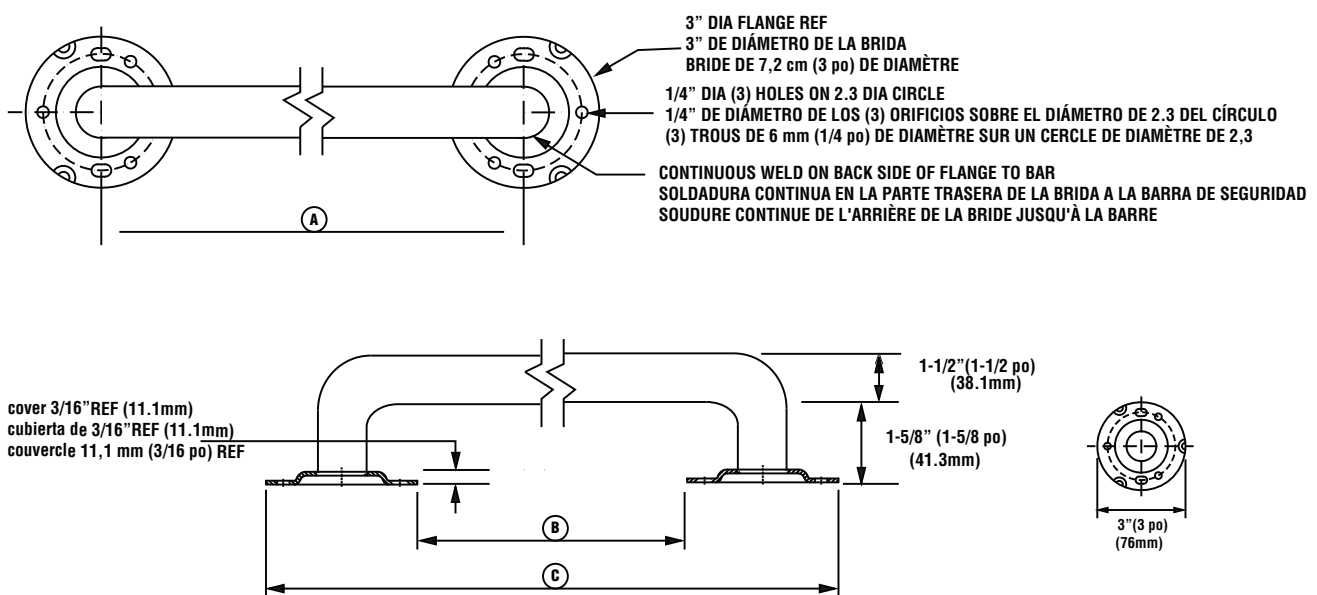 3” DIA FLANGE REF
3” DE DIÁMETRO DE LA BRIDA
BRIDE DE 7,2 cm (3 po) DE DIAMÈTRE
1/4” DIA (3) HOLES ON 2.3 DIA CIRCLE
1/4” DE DIÁMETRO DE LOS (3) ORIFICIOS SOBRE EL DIÁMETRO DE 2.3 DEL CÍRCULO
(3) TROUS DE 6 mm (1/4 po) DE DIAMÈTRE SUR UN CERCLE DE DIAMÈTRE DE 2,3
CONTINUOUS WELD ON BACK SIDE OF FLANGE TO BAR
SOLDADURA CONTINUA EN LA PARTE TRASERA DE LA BRIDA A LA BARRA DE SEGURIDAD
SOUDURE CONTINUE DE L'ARRIÈRE DE LA BRIDE JUSQU'À LA BARRE
A
1-1/2”(1-1/2 po)
(38.1mm)
cover 3/16”REF (11.1mm)
cubierta de 3/16”REF (11.1mm)
couvercle 11,1 mm (3/16 po) REF
1-5/8” (1-5/8 po)
(41.3mm)
B
3”(3 po)
(76mm)
C